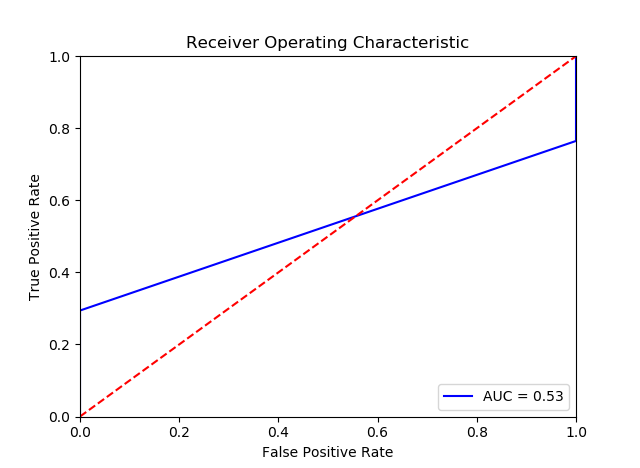 Receiver Operating Characteristic
True Positive Rate
1.0
0.8
0.6
0.4
0.2
0.0
AUC = 0.53
0.0 0.2 0.4 0.6 0.8 1.0
False Positive Rate